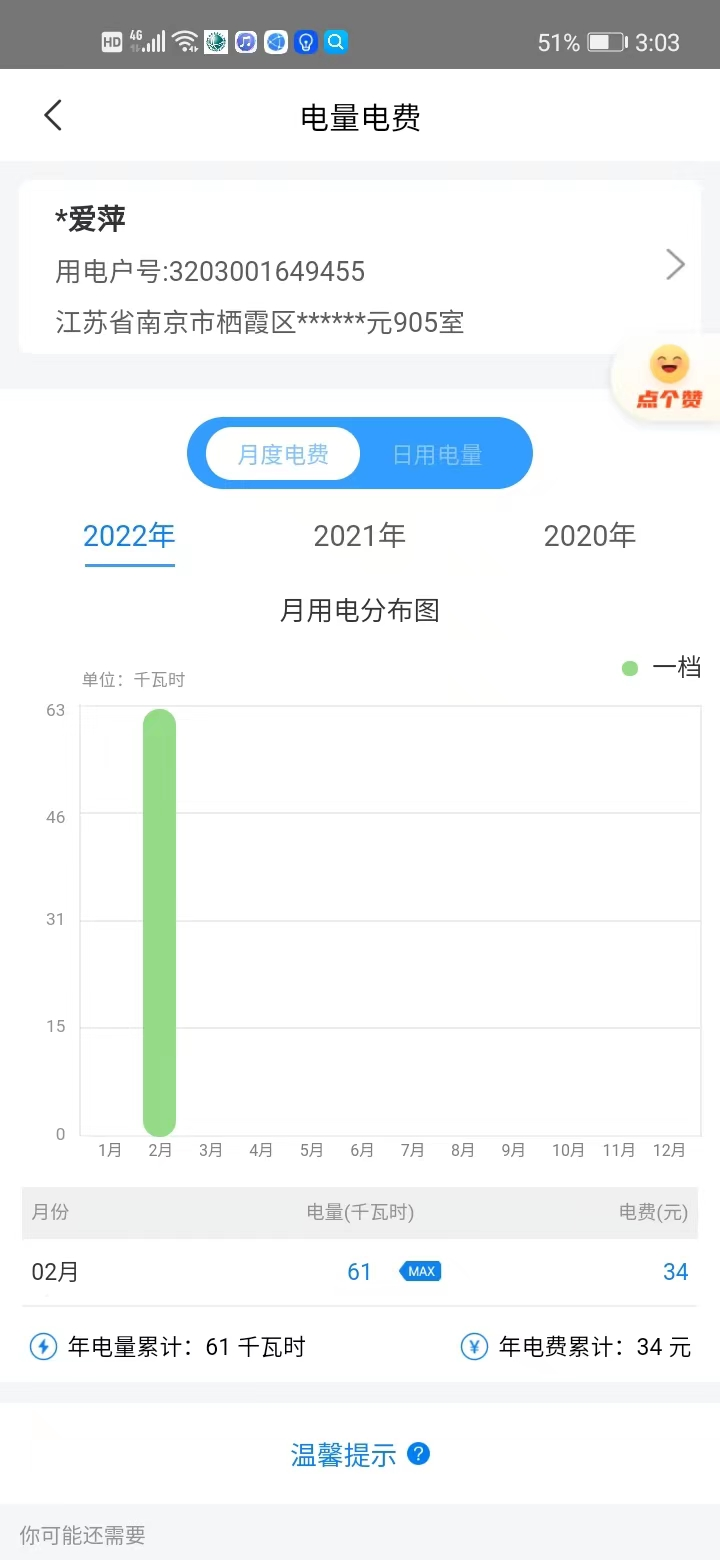 HD 4G 51% 3:03
电量电费
*爱萍
用电户号:3203001649455
江苏省南京市栖霞区******元905室
点个赞
月度电费 日用电量
2022年 2021年 2020年
月用电分布图
一档
单位：千瓦时
63
46
31
15
0
1月 2月 3月 4月 5月 6月 7月 8月 9月 10月 11月 12月
月份 电量(千瓦时) 电费(元)
02月 61 MAX 34
年电量累计：61 千瓦时 ¥ 年电费累计：34 元
温馨提示 ?
你可能还需要